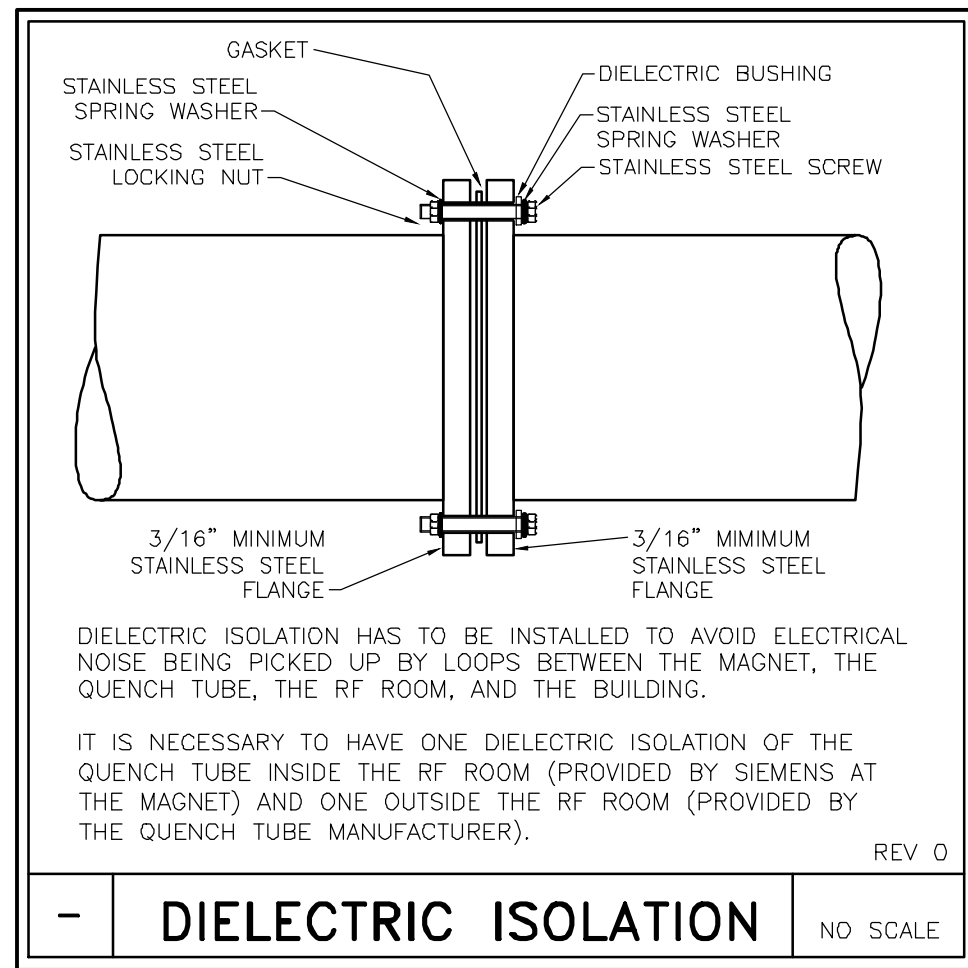 GASKET
STAINLESS STEEL
SPRING WASHER
STAINLESS STEEL
LOCKING NUT
DIELECTRIC BUSHING
STAINLESS STEEL
SPRING WASHER
STAINLESS STEEL SCREW
3/16" MINIMUM
STAINLESS STEEL
FLANGE
3/16" MIMIMUM
STAINLESS STEEL
FLANGE
DIELECTRIC ISOLATION HAS TO BE INSTALLED TO AVOID ELECTRICAL
NOISE BEING PICKED UP BY LOOPS BETWEEN THE MAGNET, THE
QUENCH TUBE, THE RF ROOM, AND THE BUILDING.
IT IS NECESSARY TO HAVE ONE DIELECTRIC ISOLATION OF THE
QUENCH TUBE INSIDE THE RF ROOM (PROVIDED BY SIEMENS AT
THE MAGNET) AND ONE OUTSIDE THE RF ROOM (PROVIDED BY
THE QUENCH TUBE MANUFACTURER).
REV 0
-
DIELECTRIC ISOLATION
NO SCALE